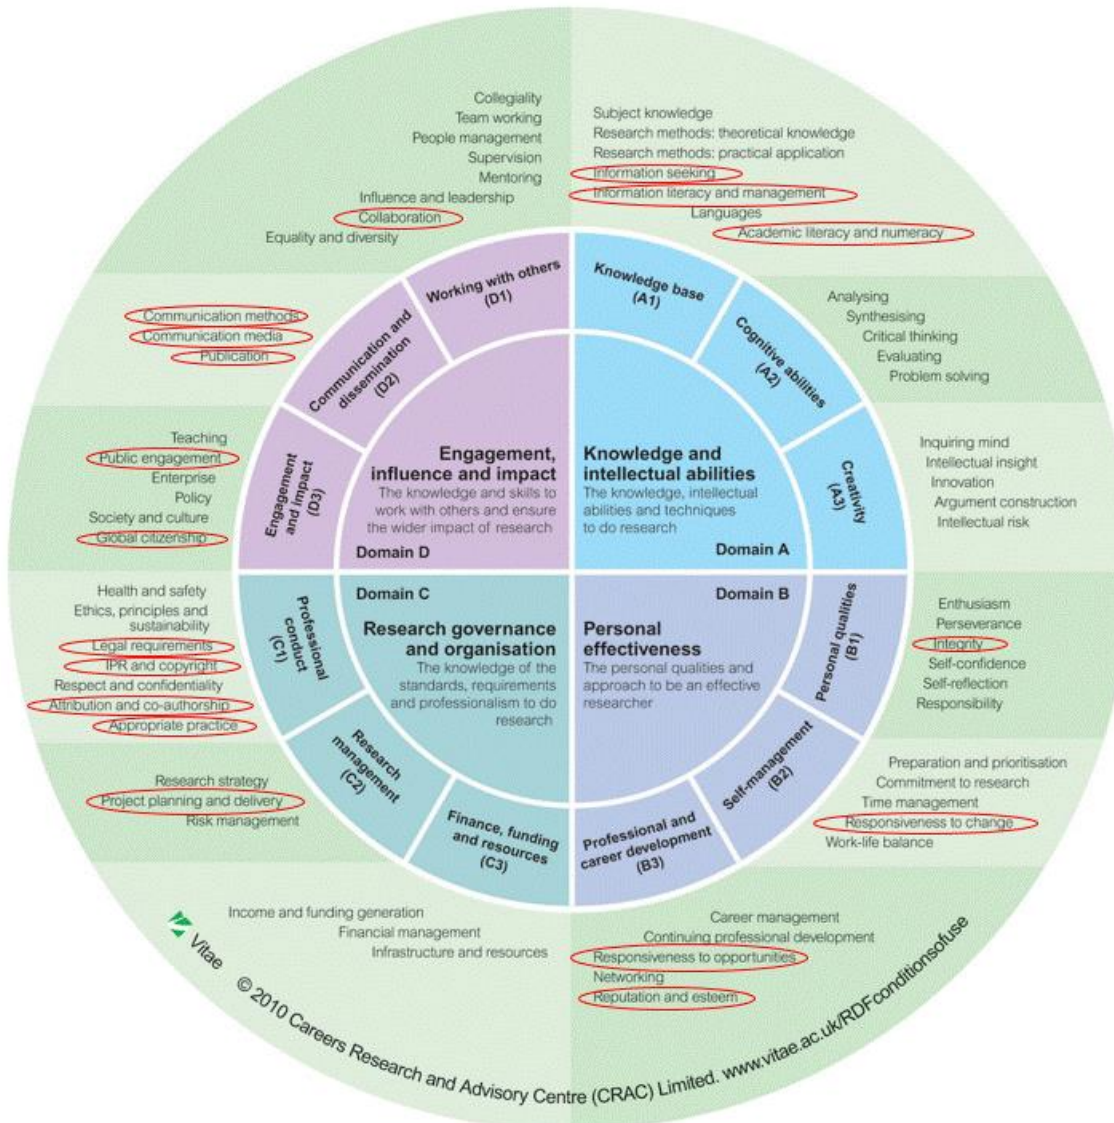 Collegiality
Team working
People management
Supervision
Mentoring
Influence and leadership
Collaboration
Equality and diversity
Subject knowledge
Research methods: theoretical knowledge
Research methods: practical application
Information seeking
Information literacy and management
Languages
Academic literacy and numeracy
Analysing
Synthesising
Critical thinking
Evaluating
Problem solving
Inquiring mind
Intellectual insight
Innovation
Argument construction
Intellectual risk
Enthusiasm
Perseverance
Integrity
Self-confidence
Self-reflection
Responsibility
Preparation and prioritisation
Commitment to research
Time management
Responsiveness to change
Work-life balance
Career management
Continuing professional development
Responsiveness to opportunities
Networking
Reputation and esteem
Income and funding generation
Financial management
Infrastructure and resources
Research strategy
Project planning and delivery
Risk management
Health and safety
Ethics, principles and
sustainability
Legal requirements
IPR and copyright
Respect and confidentiality
Attribution and co-authorship
Appropriate practice
Teaching
Public engagement
Enterprise
Policy
Society and culture
Global citizenship
Communication methods
Communication media
Publication
Working with others
(D1)
Knowledge base
(A1)
Cognitive abilities
(A2)
Creativity
(A3)
Personal qualities
(B1)
Self-management
(B2)
Professional and
career development
(B3)
Finance, funding
and resources
(C3)
Research
management
(C2)
Professional
conduct
(C1)
Engagement
and impact
(D3)
Communication and
dissemination
(D2)
Engagement,
influence and impact
The knowledge and skills to
work with others and ensure
the wider impact of research
Domain D
Knowledge and
intellectual abilities
The knowledge, intellectual
abilities and techniques
to do research
Domain A
Domain C
Research governance
and organisation
The knowledge of the
standards, requirements
and professionalism to do
research
Domain B
Personal
effectiveness
The personal qualities and
approach to be an effective
researcher
Vitae © 2010 Careers Research and Advisory Centre (CRAC) Limited. www.vitae.ac.uk/RDFconditionsofuse